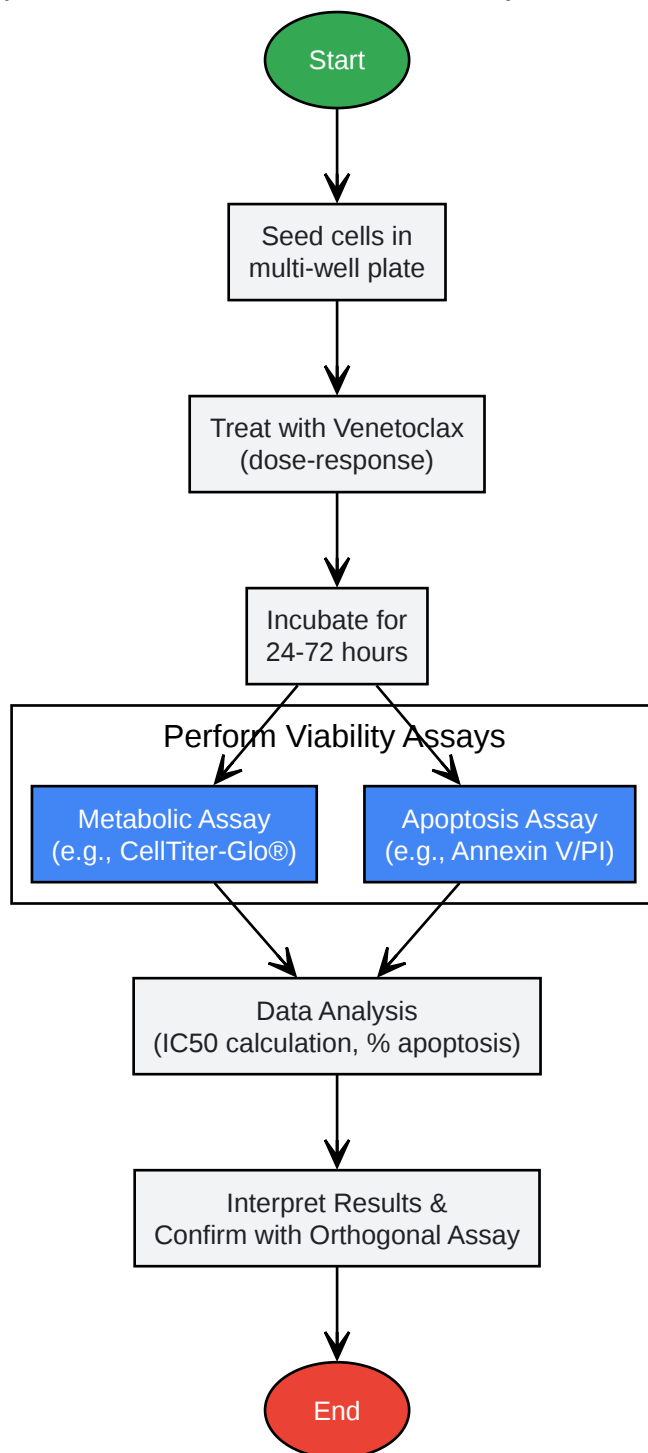 Start
Seed cells in
multi-well plate
Treat with Venetoclax
(dose-response)
Incubate for
24-72 hours
Perform Viability Assays
Metabolic Assay
(e.g., CellTiter-Glo®)
Apoptosis Assay
(e.g., Annexin V/PI)
Data Analysis
(IC50 calculation, % apoptosis)
Interpret Results &
Confirm with Orthogonal Assay
End